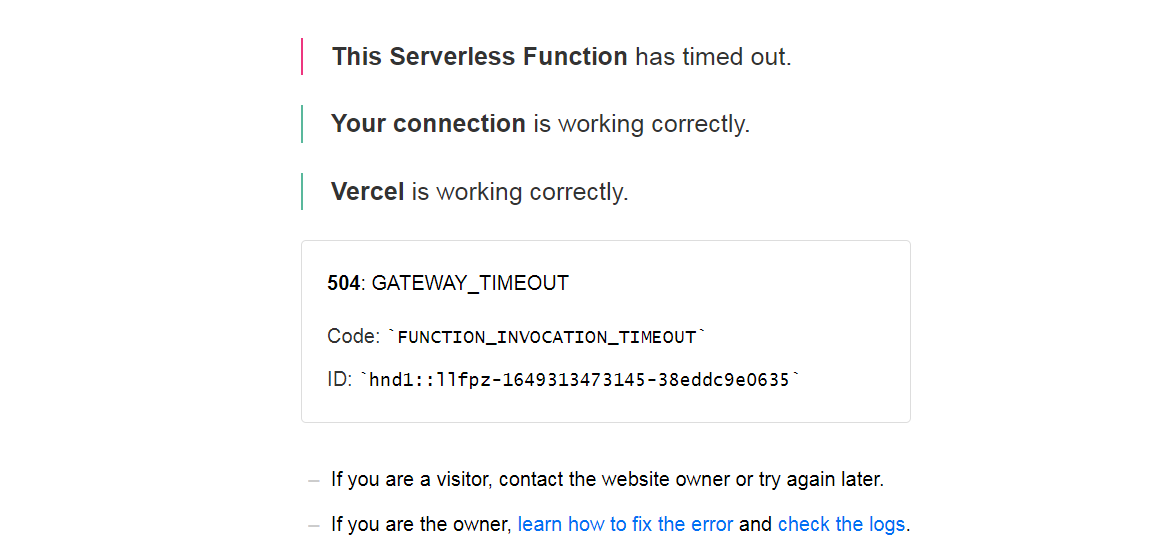 This Serverless Function has timed out.
Your connection is working correctly.
Vercel is working correctly.
504: GATEWAY_TIMEOUT
Code: `FUNCTION_INVOCATION_TIMEOUT`
ID: `hnd1::llfpz-1649313473145-38eddc9e0635`
– If you are a visitor, contact the website owner or try again later.
– If you are the owner, learn how to fix the error and check the logs.